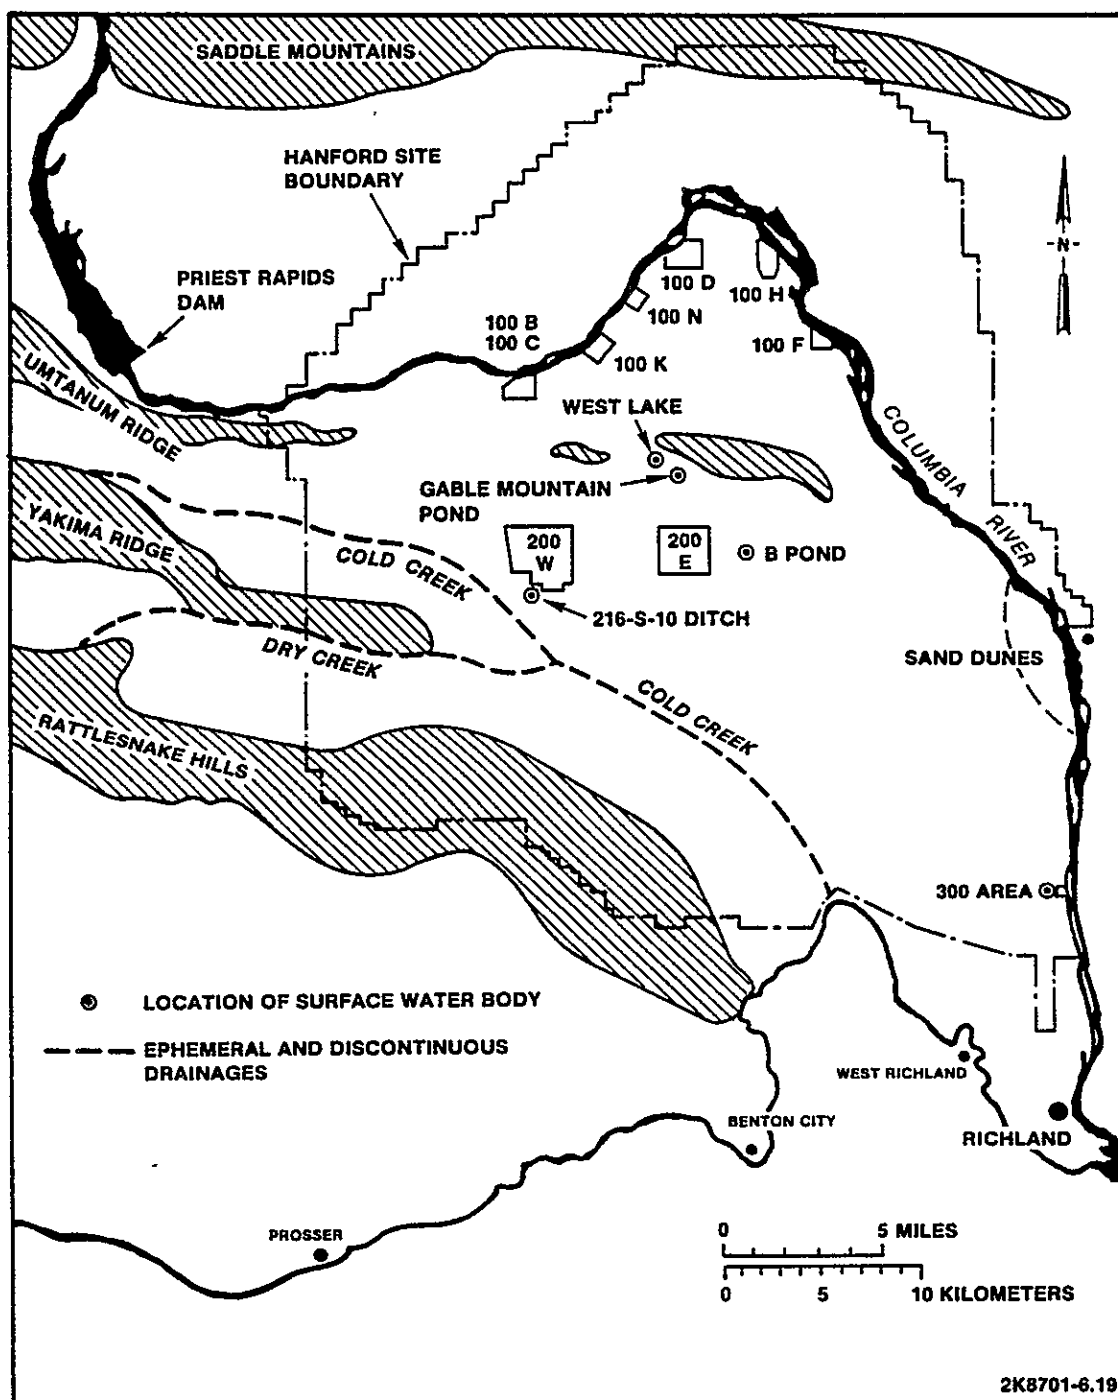 SADDLE MOUNTAINS
HANFORD SITE
BOUNDARY
-N-
PRIEST RAPIDS
DAM
100 D
100 H
100 N
100 B
100 C
100 F
100 K
UMTANUM RIDGE
WEST LAKE
COLUMBIA
RIVER
GABLE MOUNTAIN
POND
YAKIMA RIDGE
COLD CREEK
200
W
200
E
B POND
216-S-10 DITCH
DRY CREEK
SAND DUNES
COLD CREEK
RATTLESNAKE HILLS
300 AREA
LOCATION OF SURFACE WATER BODY
EPHEMERAL AND DISCONTINUOUS
DRAINAGES
WEST RICHLAND
BENTON CITY
RICHLAND
PROSSER
0 5 MILES
0 5 10 KILOMETERS
2K8701-6.19